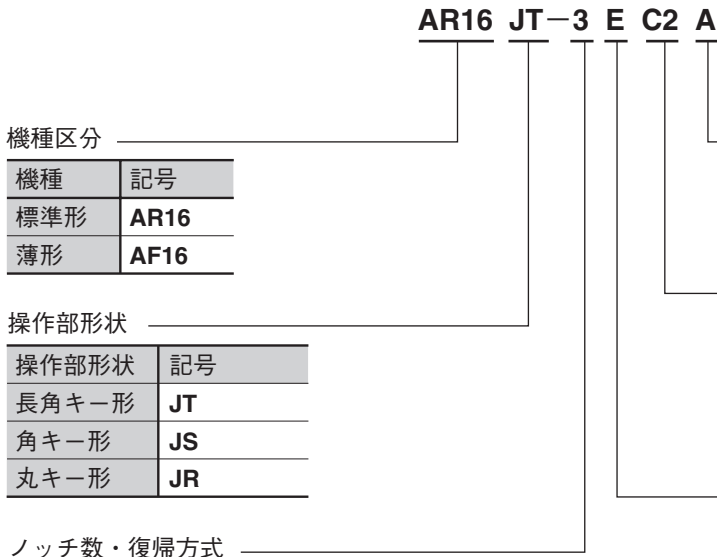 AR16 JT－3 E C2 A
機種区分
機種 記号
標準形 AR16
薄形 AF16
操作部形状
操作部形状 記号
長角キー形 JT
角キー形 JS
丸キー形 JR
ノッチ数・復帰方式